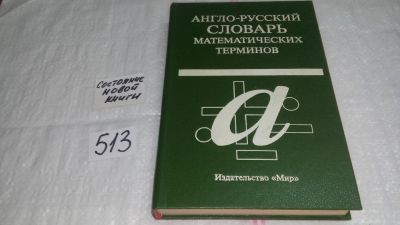 АНГЛО-РУССКИЙ
СЛОВАРЬ
МАТЕМАТИЧЕСКИХ
ТЕРМИНОВ
a
Издательство «Мир»
СОСТОЯНИЕ
НОВОЙ
КНИГИ
513